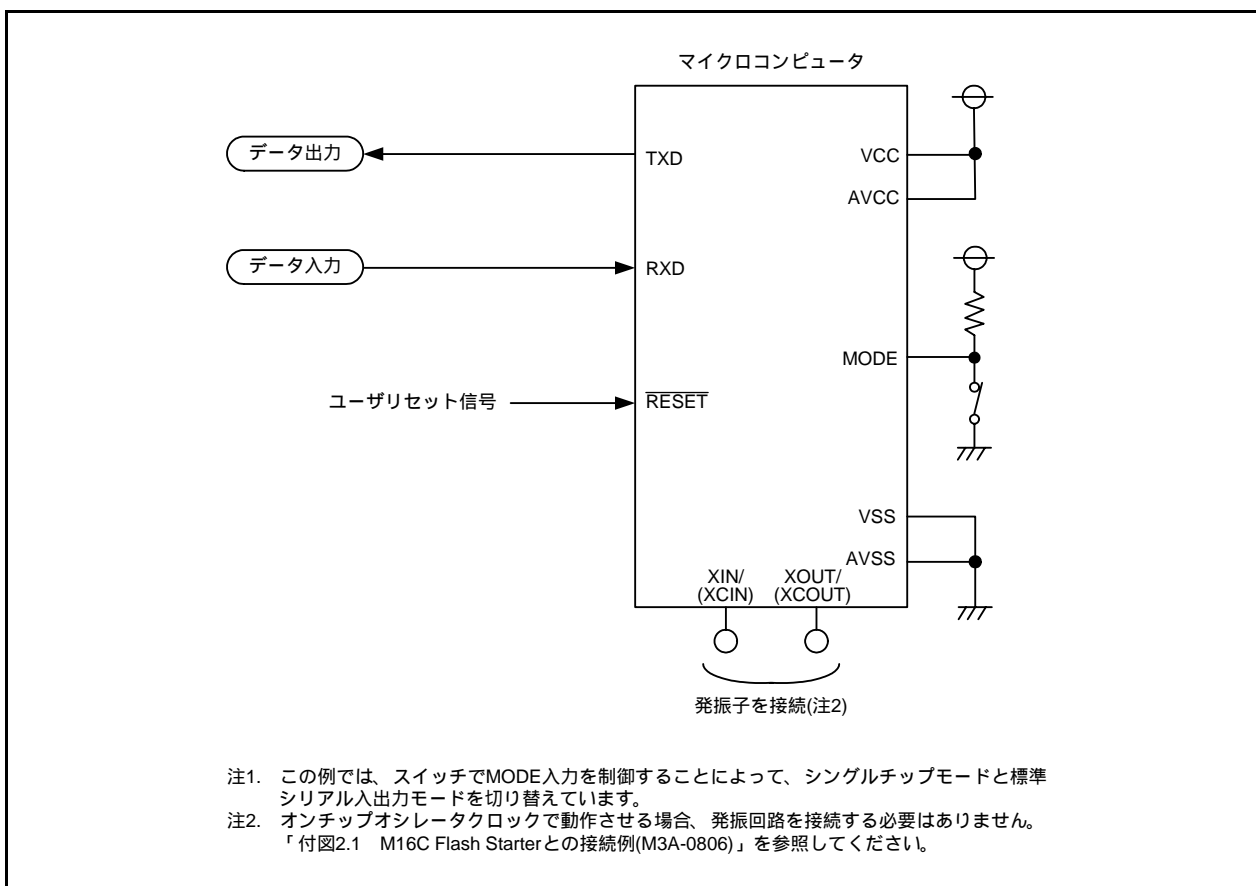 マイクロコンピュータ
データ出力
TXD
VCC
AVCC
データ入力
RXD
MODE
ユーザリセット信号
RESET
VSS
AVSS
XIN/
(XCIN)
XOUT/
(XCOUT)
発振子を接続(注2)
注1. この例では、スイッチでMODE入力を制御することによって、シングルチップモードと標準
シリアル入出力モードを切り替えています。
注2. オンチップオシレータクロックで動作させる場合、発振回路を接続する必要はありません。
「付図2.1 M16C Flash Starterとの接続例(M3A-0806)」を参照してください。